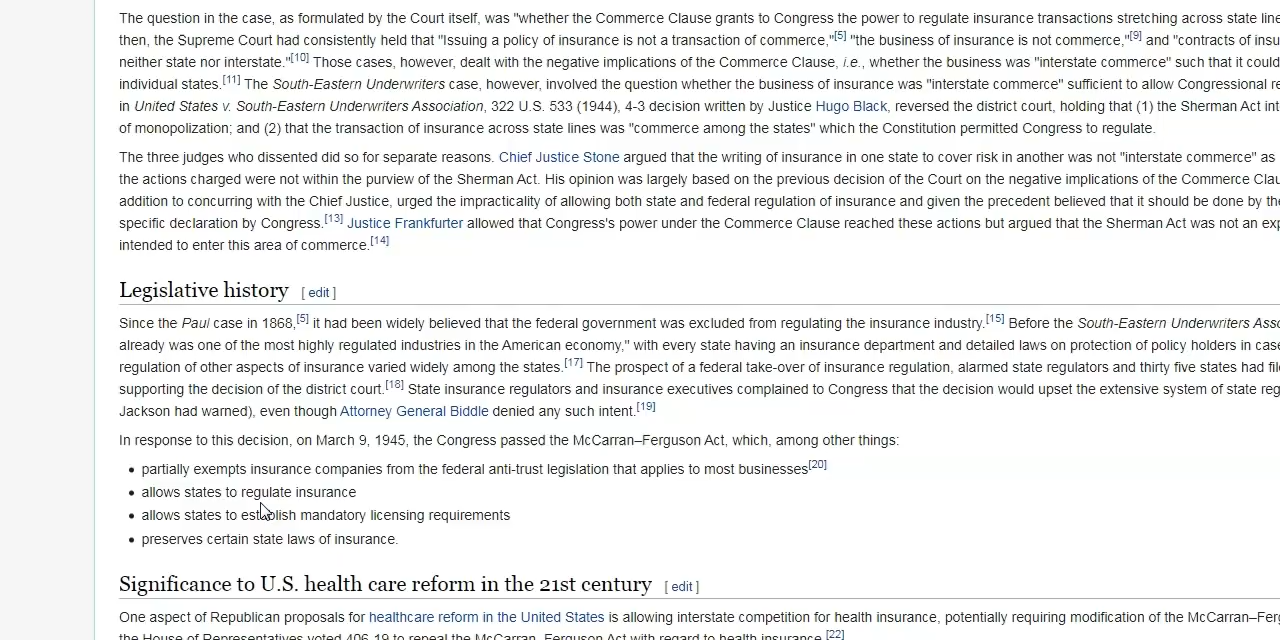 The question in the case, as formulated by the Court itself, was "whether the Commerce Clause grants to Congress the power to regulate insurance transactions stretching across state line
then, the Supreme Court had consistently held that "Issuing a policy of insurance is not a transaction of commerce,"[5] "the business of insurance is not commerce,"[9] and "contracts of insu
neither state nor interstate."[10] Those cases, however, dealt with the negative implications of the Commerce Clause, i.e., whether the business was "interstate commerce" such that it could
individual states.[11] The South-Eastern Underwriters case, however, involved the question whether the business of insurance was "interstate commerce" sufficient to allow Congressional re
in United States v. South-Eastern Underwriters Association, 322 U.S. 533 (1944), 4-3 decision written by Justice Hugo Black, reversed the district court, holding that (1) the Sherman Act int
of monopolization; and (2) that the transaction of insurance across state lines was "commerce among the states" which the Constitution permitted Congress to regulate.
The three judges who dissented did so for separate reasons. Chief Justice Stone argued that the writing of insurance in one state to cover risk in another was not "interstate commerce" as
the actions charged were not within the purview of the Sherman Act. His opinion was largely based on the previous decision of the Court on the negative implications of the Commerce Clau
addition to concurring with the Chief Justice, urged the impracticality of allowing both state and federal regulation of insurance and given the precedent believed that it should be done by the
specific declaration by Congress.[13] Justice Frankfurter allowed that Congress's power under the Commerce Clause reached these actions but argued that the Sherman Act was not an exp
intended to enter this area of commerce.[14]
Legislative history [ edit ]
Since the Paul case in 1868,[5] it had been widely believed that the federal government was excluded from regulating the insurance industry.[15] Before the South-Eastern Underwriters Asso
already was one of the most highly regulated industries in the American economy," with every state having an insurance department and detailed laws on protection of policy holders in case
regulation of other aspects of insurance varied widely among the states.[17] The prospect of a federal take-over of insurance regulation, alarmed state regulators and thirty five states had file
supporting the decision of the district court.[18] State insurance regulators and insurance executives complained to Congress that the decision would upset the extensive system of state reg
Jackson had warned), even though Attorney General Biddle denied any such intent.[19]
In response to this decision, on March 9, 1945, the Congress passed the McCarran–Ferguson Act, which, among other things:
• partially exempts insurance companies from the federal anti-trust legislation that applies to most businesses[20]
• allows states to regulate insurance
• allows states to establish mandatory licensing requirements
• preserves certain state laws of insurance.
Significance to U.S. health care reform in the 21st century [ edit ]
One aspect of Republican proposals for healthcare reform in the United States is allowing interstate competition for health insurance, potentially requiring modification of the McCarran–Fer
the House of Representatives voted 406-19 to repeal the McCarran–Ferguson Act with regard to health insurance.[22]